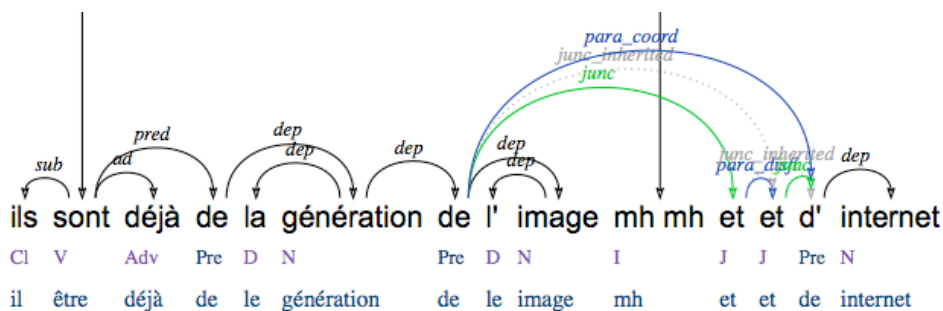 para_coord
junc_inherited
junc
dep
pred dep dep
sub ad dep dep junc_inherited dep
para_disfl junc
ils sont déjà de la génération de l' image mh mh et et d' internet
Cl V Adv Pre D N Pre D N I J J Pre N
il être déjà de le génération de le image mh et et de internet